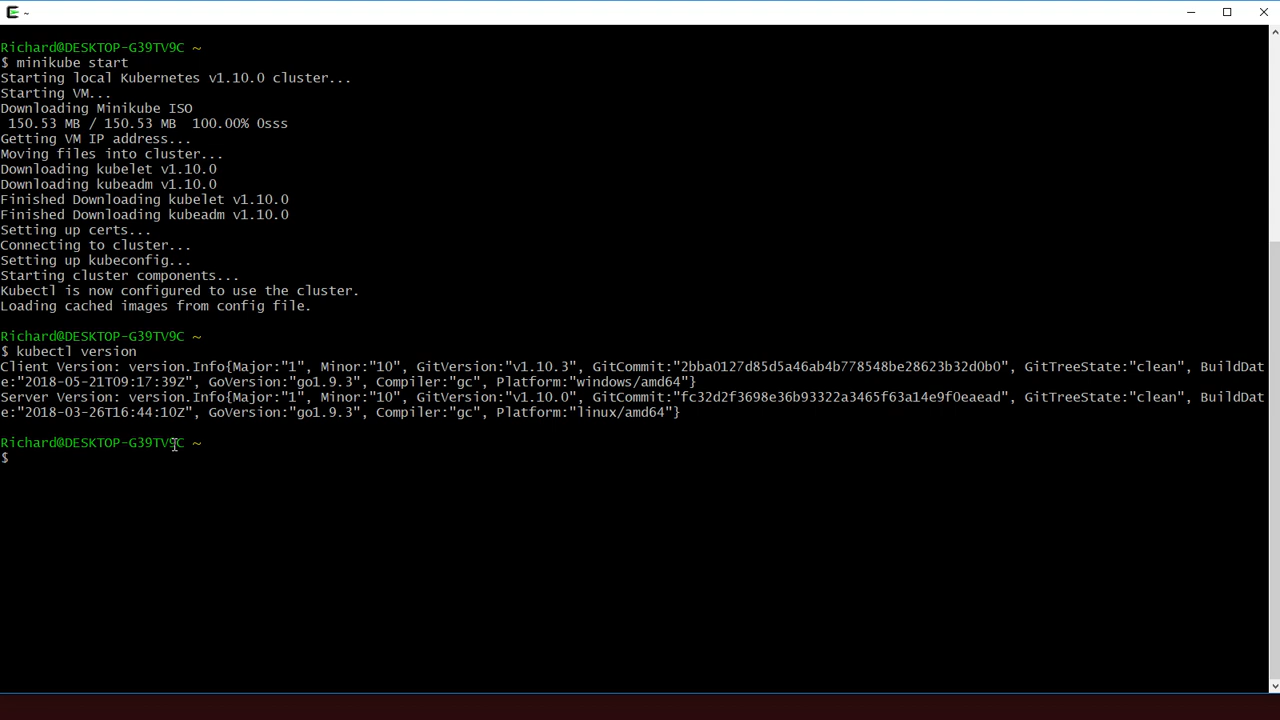 ~
Richard@DESKTOP-G39TV9C ~
$ minikube start
Starting local Kubernetes v1.10.0 cluster...
Starting VM...
Downloading Minikube ISO
 150.53 MB / 150.53 MB  100.00% 0sss
Getting VM IP address...
Moving files into cluster...
Downloading kubelet v1.10.0
Downloading kubeadm v1.10.0
Finished Downloading kubelet v1.10.0
Finished Downloading kubeadm v1.10.0
Setting up certs...
Connecting to cluster...
Setting up kubeconfig...
Starting cluster components...
Kubectl is now configured to use the cluster.
Loading cached images from config file.
Richard@DESKTOP-G39TV9C ~
$ kubectl version
Client Version: version.Info{Major:"1", Minor:"10", GitVersion:"v1.10.3", GitCommit:"2bba0127d85d5a46ab4b778548be28623b32d0b0", GitTreeState:"clean", BuildDat
e:"2018-05-21T09:17:39Z", GoVersion:"go1.9.3", Compiler:"gc", Platform:"windows/amd64"}
Server Version: version.Info{Major:"1", Minor:"10", GitVersion:"v1.10.0", GitCommit:"fc32d2f3698e36b93322a3465f63a14e9f0eaead", GitTreeState:"clean", BuildDat
e:"2018-03-26T16:44:10Z", GoVersion:"go1.9.3", Compiler:"gc", Platform:"linux/amd64"}
Richard@DESKTOP-G39TV9C ~
$